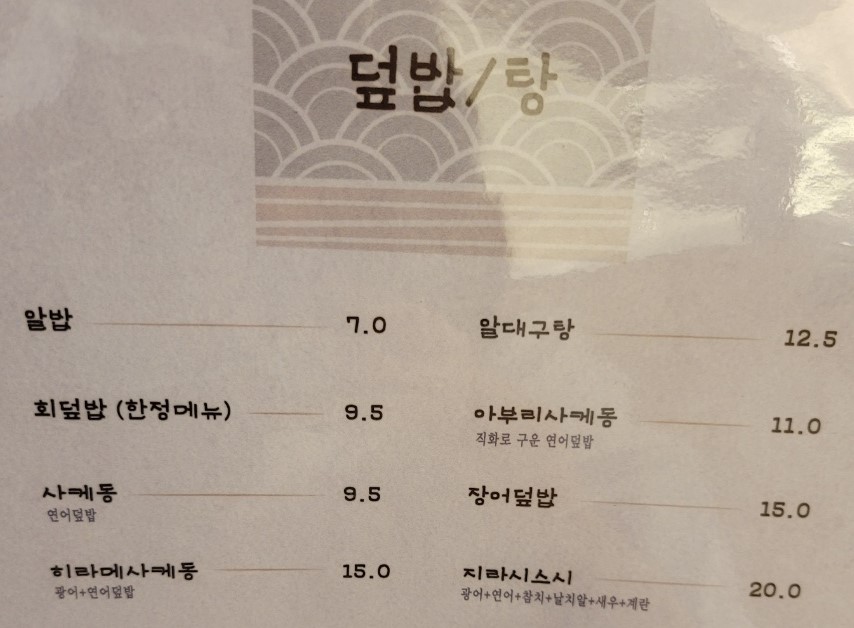 덮밥/탕
알밥 7.0
회덮밥 (한정메뉴) 9.5
사케동 9.5
연어덮밥
히라메사케동 15.0
광어+연어덮밥
알대구탕 12.5
아부리사케동 11.0
직화로 구운 연어덮밥
장어덮밥 15.0
지라시스시 20.0
광어+연어+참치+날치알+새우+계란